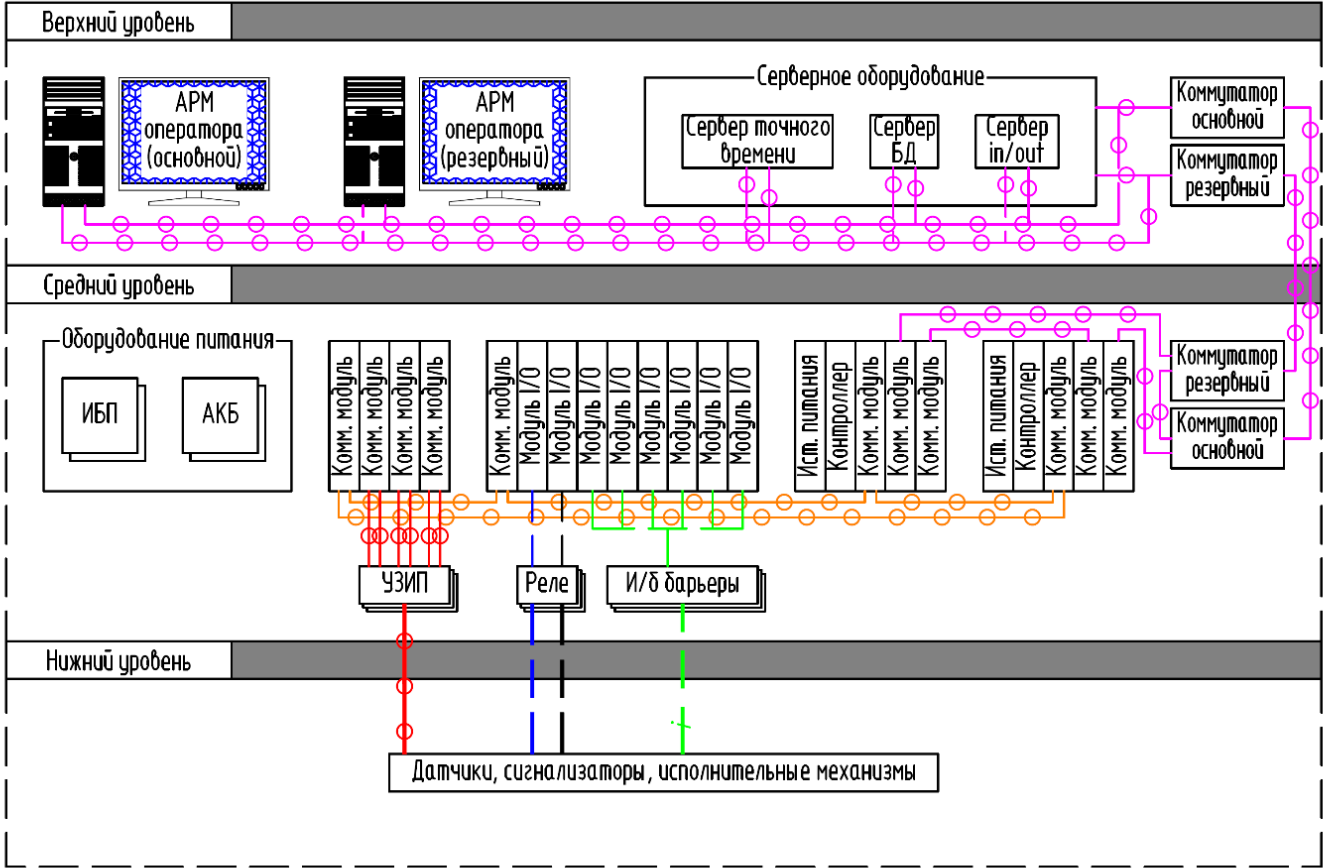 Верхний уровень
АРМ
оператора
(основной)
АРМ
оператора
(резервный)
Серверное оборудование
Сервер точного
времени
Сервер
БД
Сервер
in/out
Коммутатор
основной
Коммутатор
резервный
Средний уровень
Оборудование питания
ИБП
АКБ
Комм. модуль
Комм. модуль
Комм. модуль
Комм. модуль
Комм. модуль
Модуль I/O
Модуль I/O
Модуль I/O
Модуль I/O
Модуль I/O
Модуль I/O
Модуль I/O
Модуль I/O
Ист. питания
Контроллер
Комм. модуль
Комм. модуль
Комм. модуль
Ист. питания
Контроллер
Комм. модуль
Комм. модуль
Комм. модуль
Коммутатор
резервный
Коммутатор
основной
УЗИП
Реле
И/б барьеры
Нижний уровень
i
Датчики, сигнализаторы, исполнительные механизмы